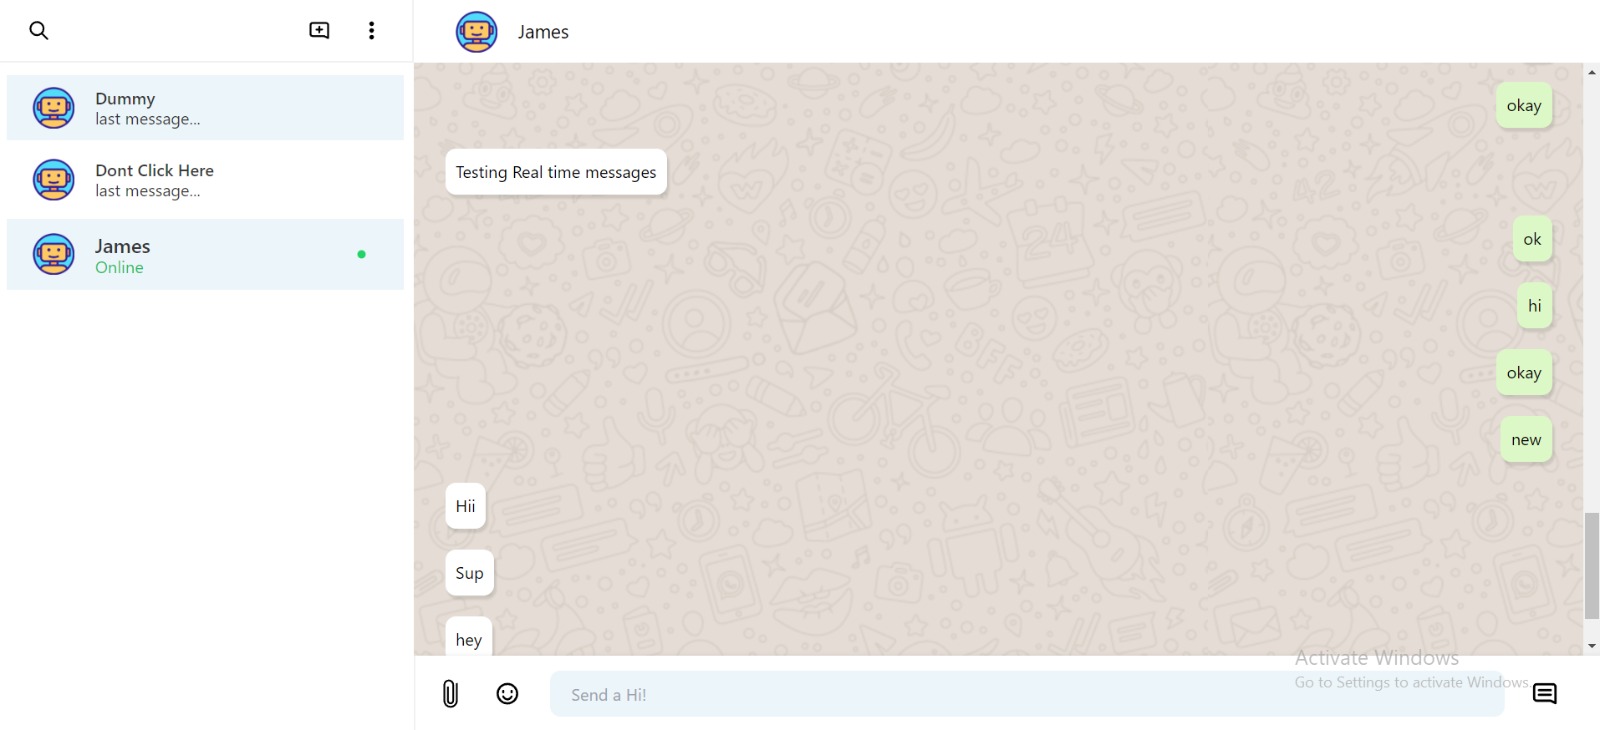 James
Dummy
last message...
Dont Click Here
last message...
James
Online
okay
Testing Real time messages
ok
hi
okay
new
Hii
Sup
hey
Activate Windows
Go to Settings to activate Windows.
Send a Hi!